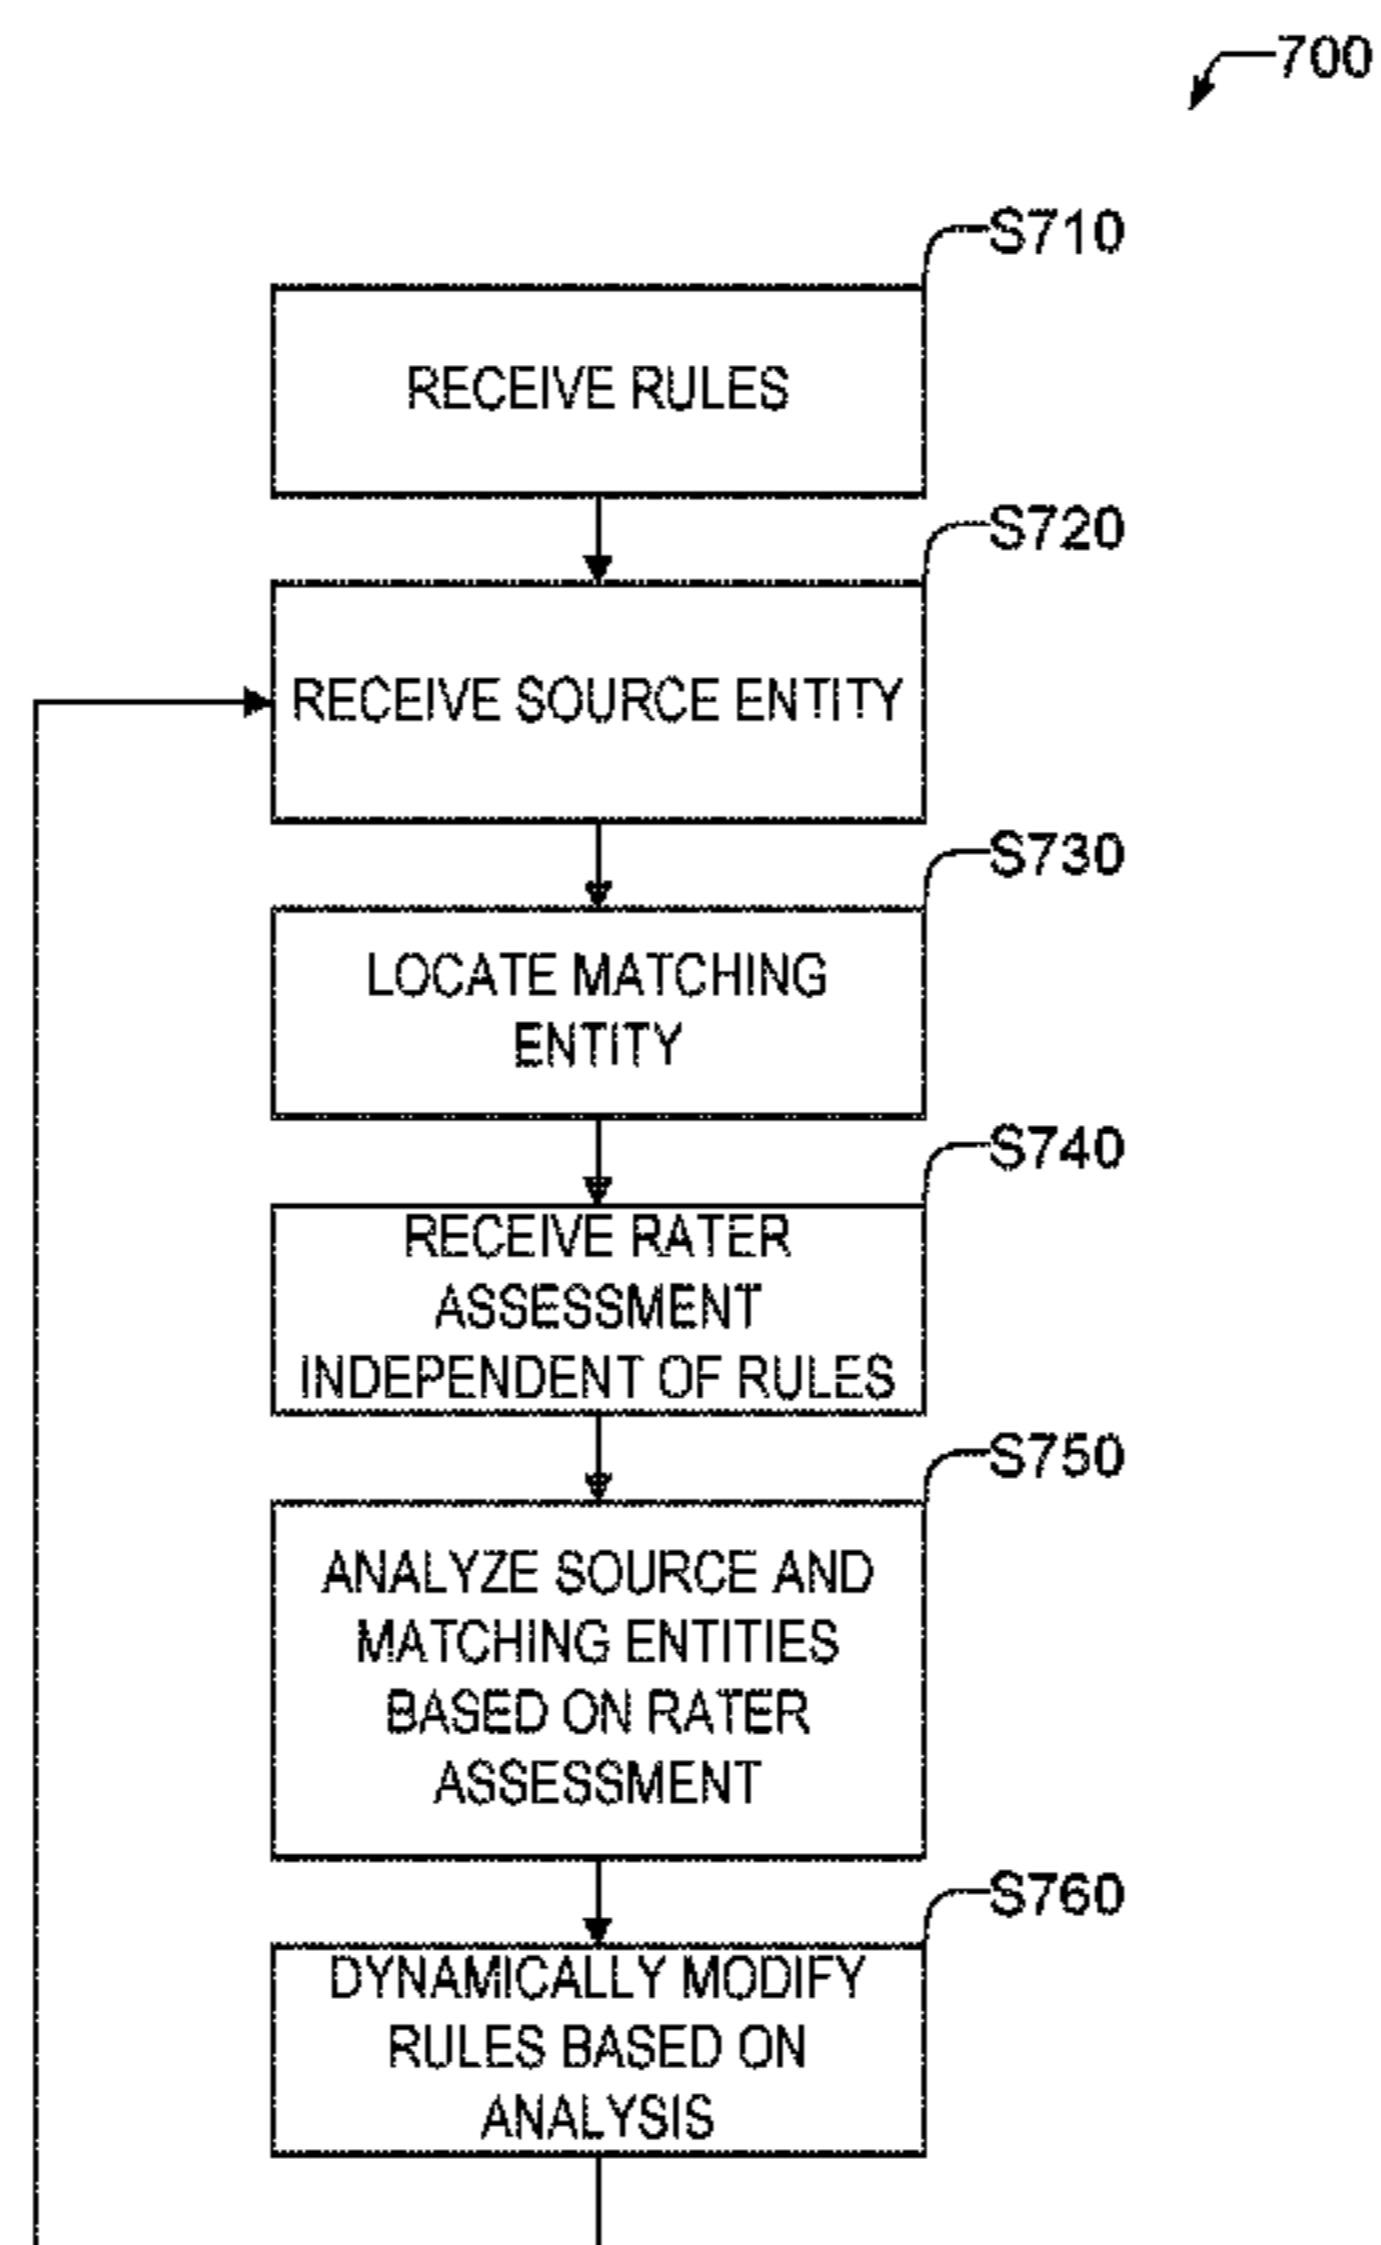 700
S710
RECEIVE RULES
S720
RECEIVE SOURCE ENTITY
S730
LOCATE MATCHING
ENTITY
S740
RECEIVE RATER
ASSESSMENT
INDEPENDENT OF RULES
S750
ANALYZE SOURCE AND
MATCHING ENTITIES
BASED ON RATER
ASSESSMENT
S760
DYNAMICALLY MODIFY
RULES BASED ON
ANALYSIS